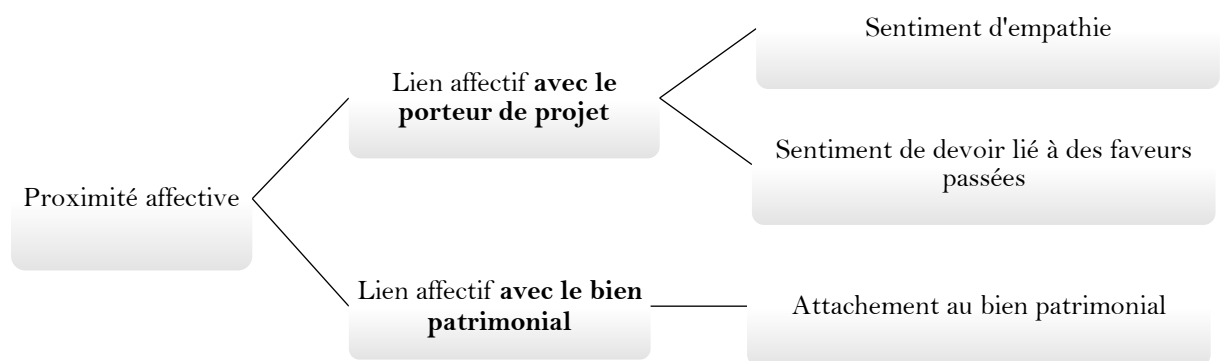 Sentiment d'empathie
Lien affectif avec le
porteur de projet
Sentiment de devoir lié à des faveurs
passées
Proximité affective
Lien affectif avec le bien
patrimonial
Attachement au bien patrimonial